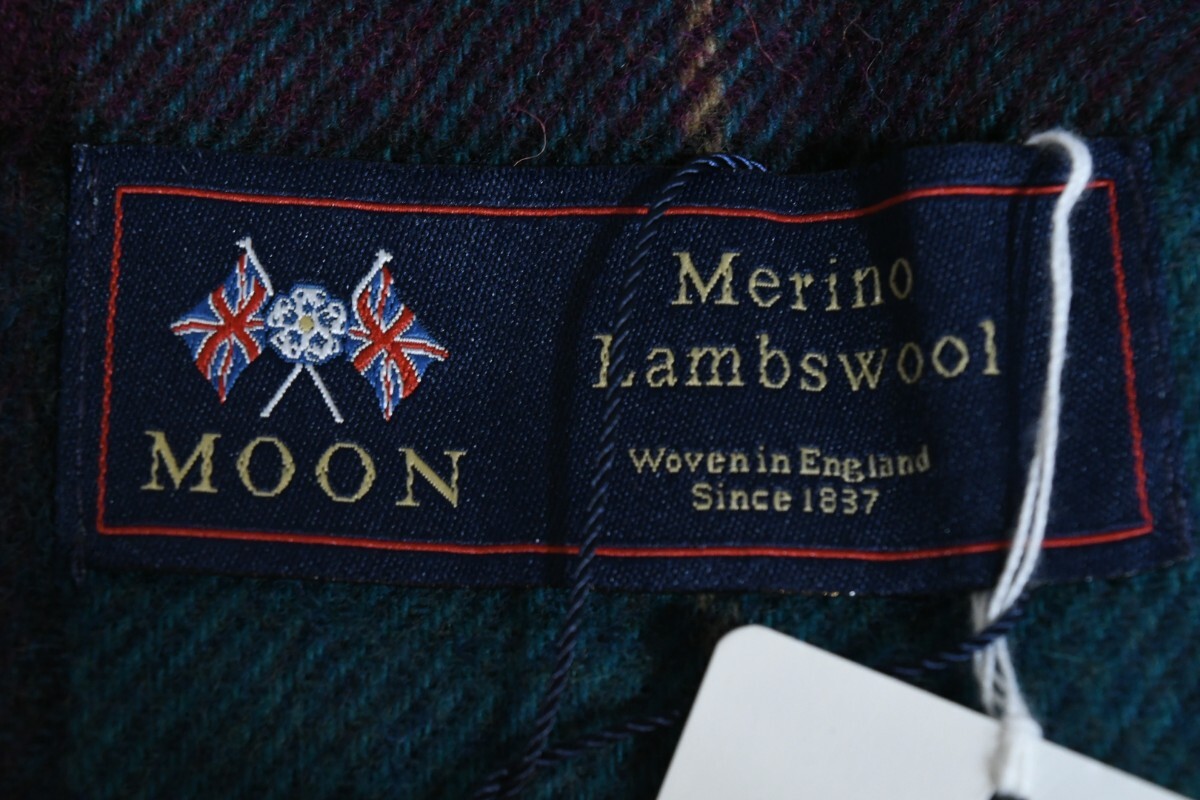 MOON
Merino
Lambswool
Woven in England
Since 1837